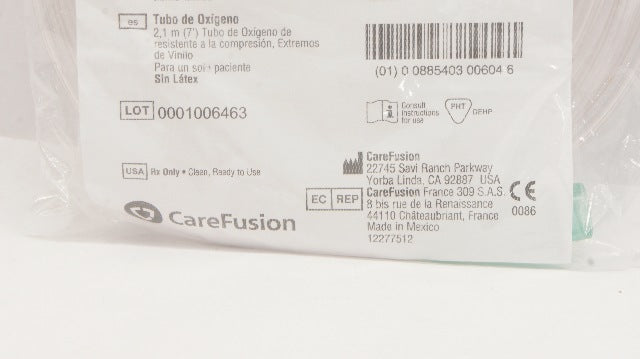 es Tubo de Oxígeno
2,1 m (7') Tubo de Oxígeno de
resistente a la compresión, Extremos
de Vinilo
Para un solo paciente
Sin Látex
(01) 0 0885403 00604 6
LOT 0001006463
Consult
instructions
for use
PHT DEHP
USA Rx Only • Clean, Ready to Use
CareFusion
22745 Savi Ranch Parkway
Yorba Linda, CA 92887 USA
EC REP CareFusion France 309 S.A.S.
8 bis rue de la Renaissance
44110 Châteaubriant, France
Made in Mexico
12277512
CE
0086
CareFusion